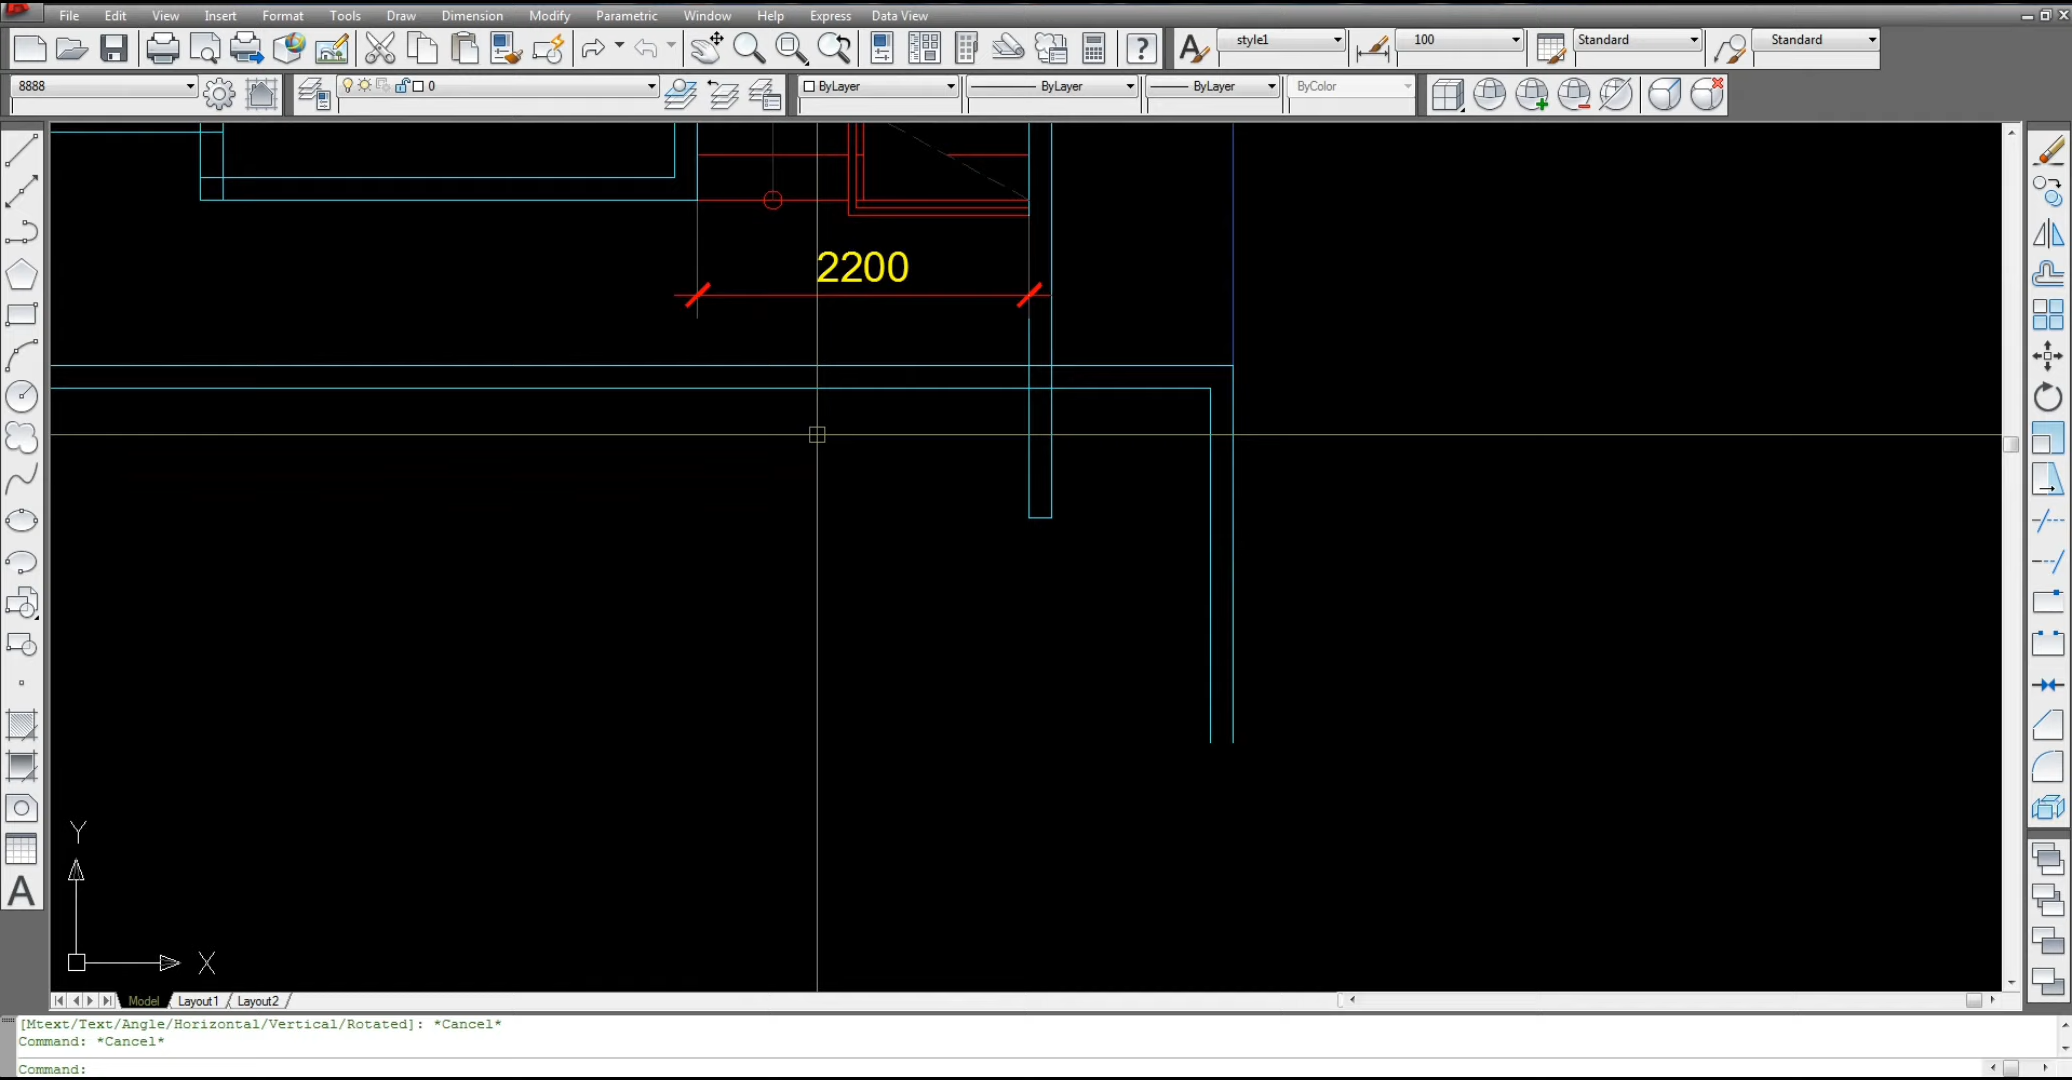 File Edit View Insert Format Tools Draw Dimension Modify Parametric Window Help Express Data View
style1 100 Standard Standard
8888 0 ByLayer ByLayer ByLayer ByColor
2200
Y
X
A
Model Layout1 Layout2
[Mtext/Text/Angle/Horizontal/Vertical/Rotated]: *Cancel*
Command: *Cancel*
Command: